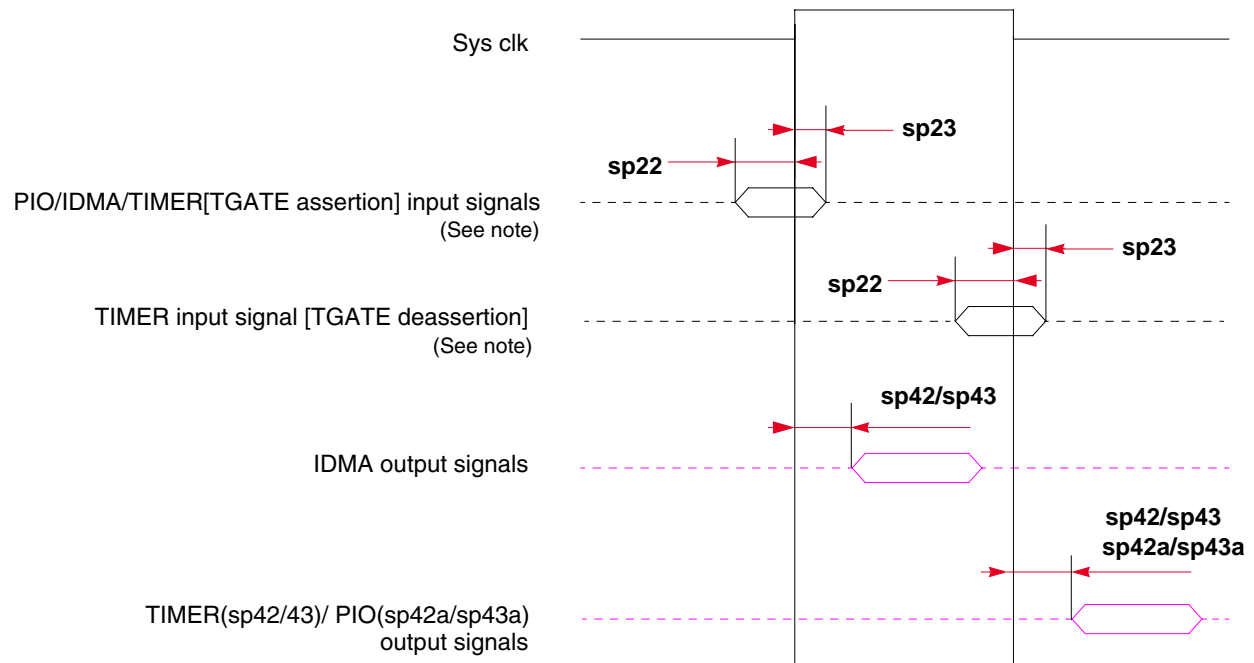 Sys clk
sp23
sp22
PIO/IDMA/TIMER[TGATE assertion] input signals
(See note)
sp23
sp22
TIMER input signal [TGATE deassertion]
(See note)
sp42/sp43
IDMA output signals
sp42/sp43
sp42a/sp43a
TIMER(sp42/43)/ PIO(sp42a/sp43a)
output signals